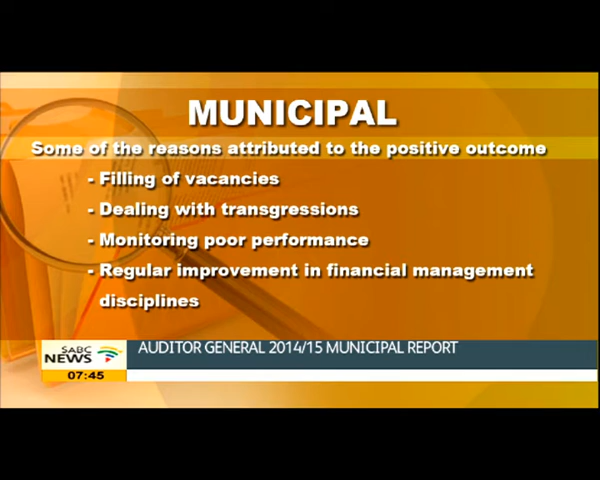 MUNICIPAL
Some of the reasons attributed to the positive outcome
- Filling of vacancies
- Dealing with transgressions
- Monitoring poor performance
- Regular improvement in financial management
disciplines
SABC
NEWS
AUDITOR GENERAL 2014/15 MUNICIPAL REPORT
07:45